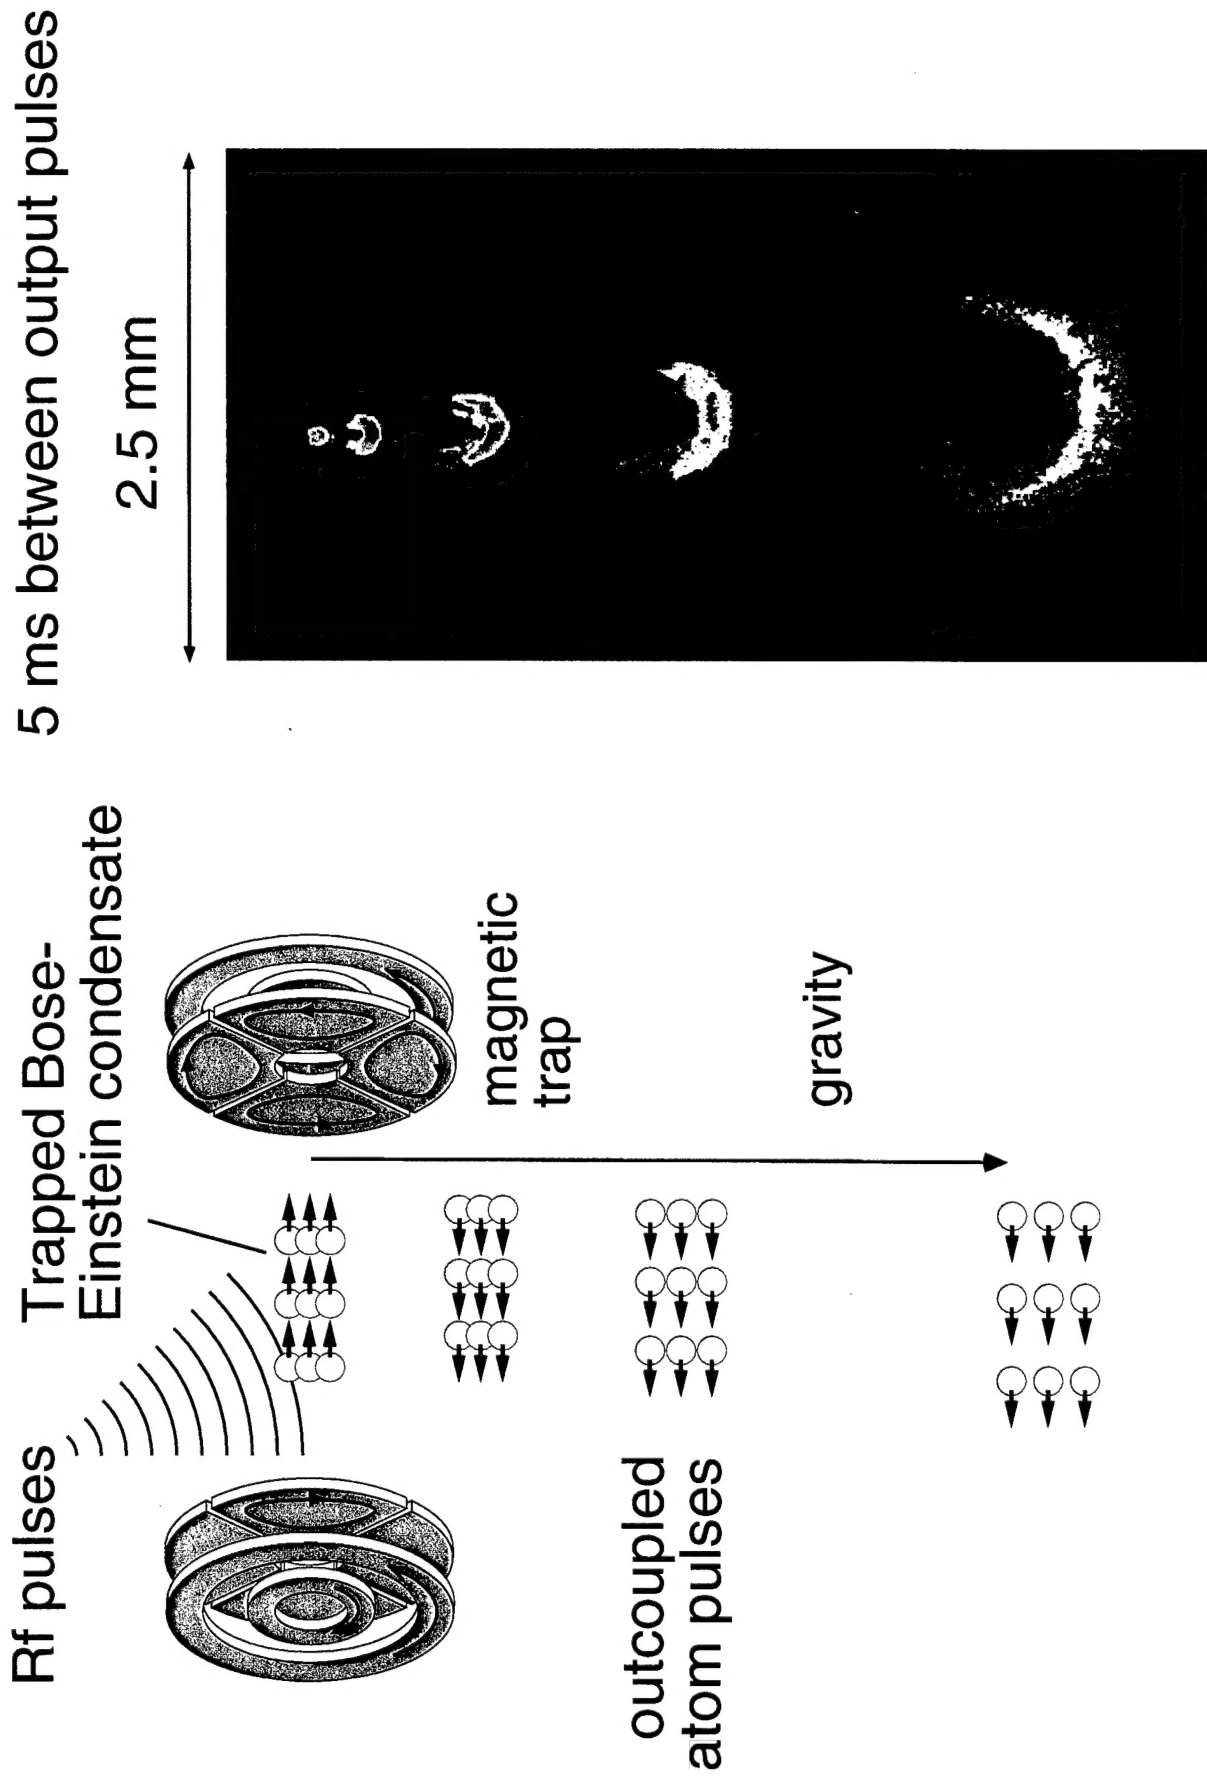 Rf pulses
Trapped Bose-
Einstein condensate
magnetic
trap
gravity
outcoupled
atom pulses
5 ms between output pulses
2.5 mm